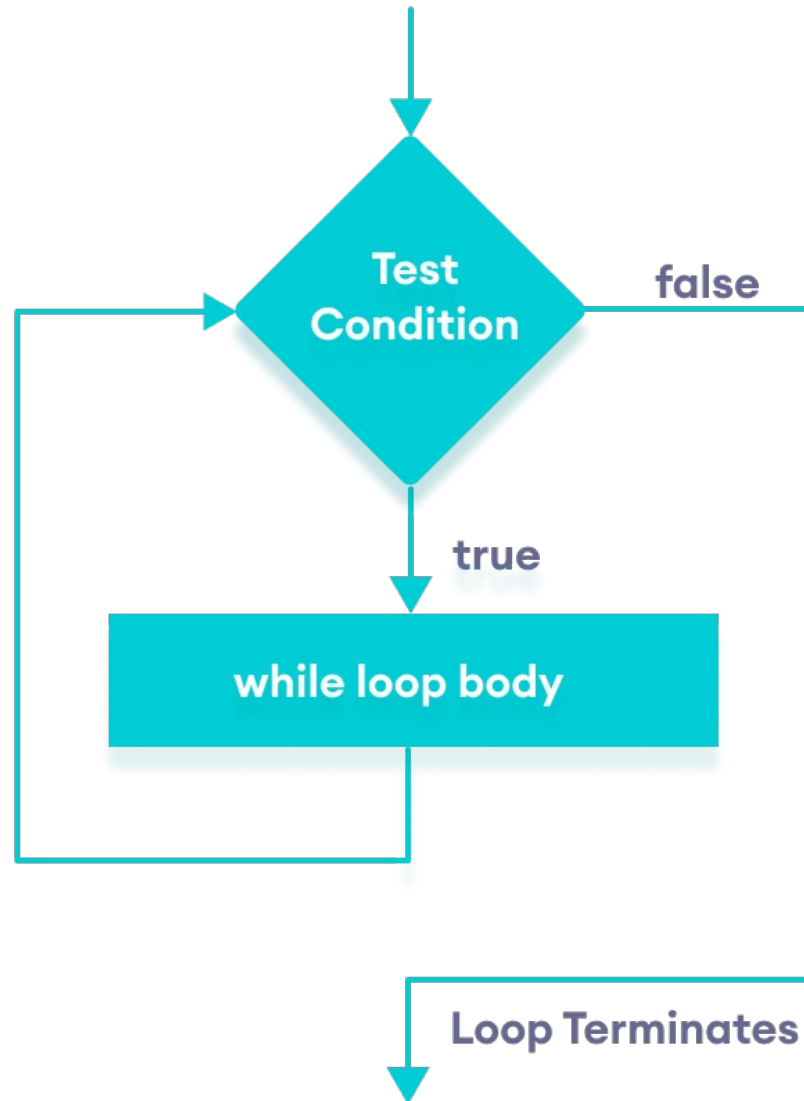 Test
Condition
false
true
while loop body
Loop Terminates